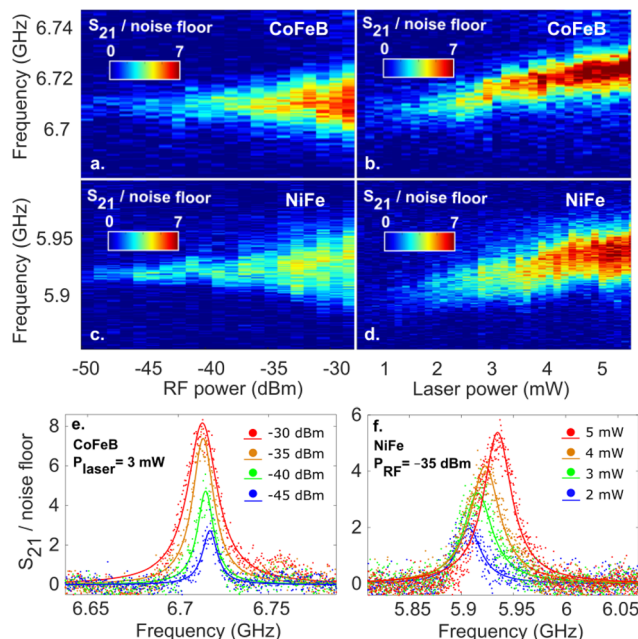 S21 / noise floor
0 7
CoFeB
a.
S21 / noise floor
0 7
CoFeB
b.
Frequency (GHz)
6.74
6.72
6.7
S21 / noise floor
0 7
NiFe
c.
S21 / noise floor
0 7
NiFe
d.
Frequency (GHz)
5.95
5.9
-50 -45 -40 -35 -30
RF power (dBm)
1 2 3 4 5
Laser power (mW)
e.
CoFeB
Plaser= 3 mW
-30 dBm
-35 dBm
-40 dBm
-45 dBm
S21 / noise floor
8
6
4
2
0
6.65 6.7 6.75
Frequency (GHz)
f.
NiFe
PRF= −35 dBm
5 mW
4 mW
3 mW
2 mW
6
4
2
0
5.85 5.9 5.95 6 6.05
Frequency (GHz)